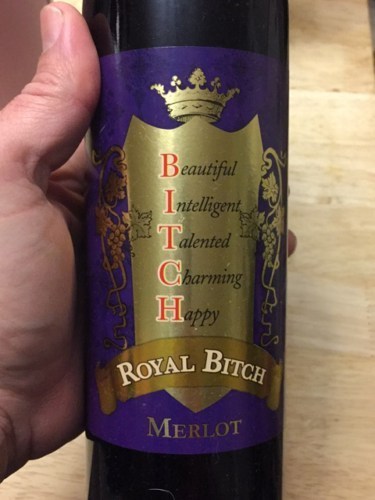 Beautiful
Intelligent
Talented
Charming
Happy
ROYAL BITCH
MERLOT